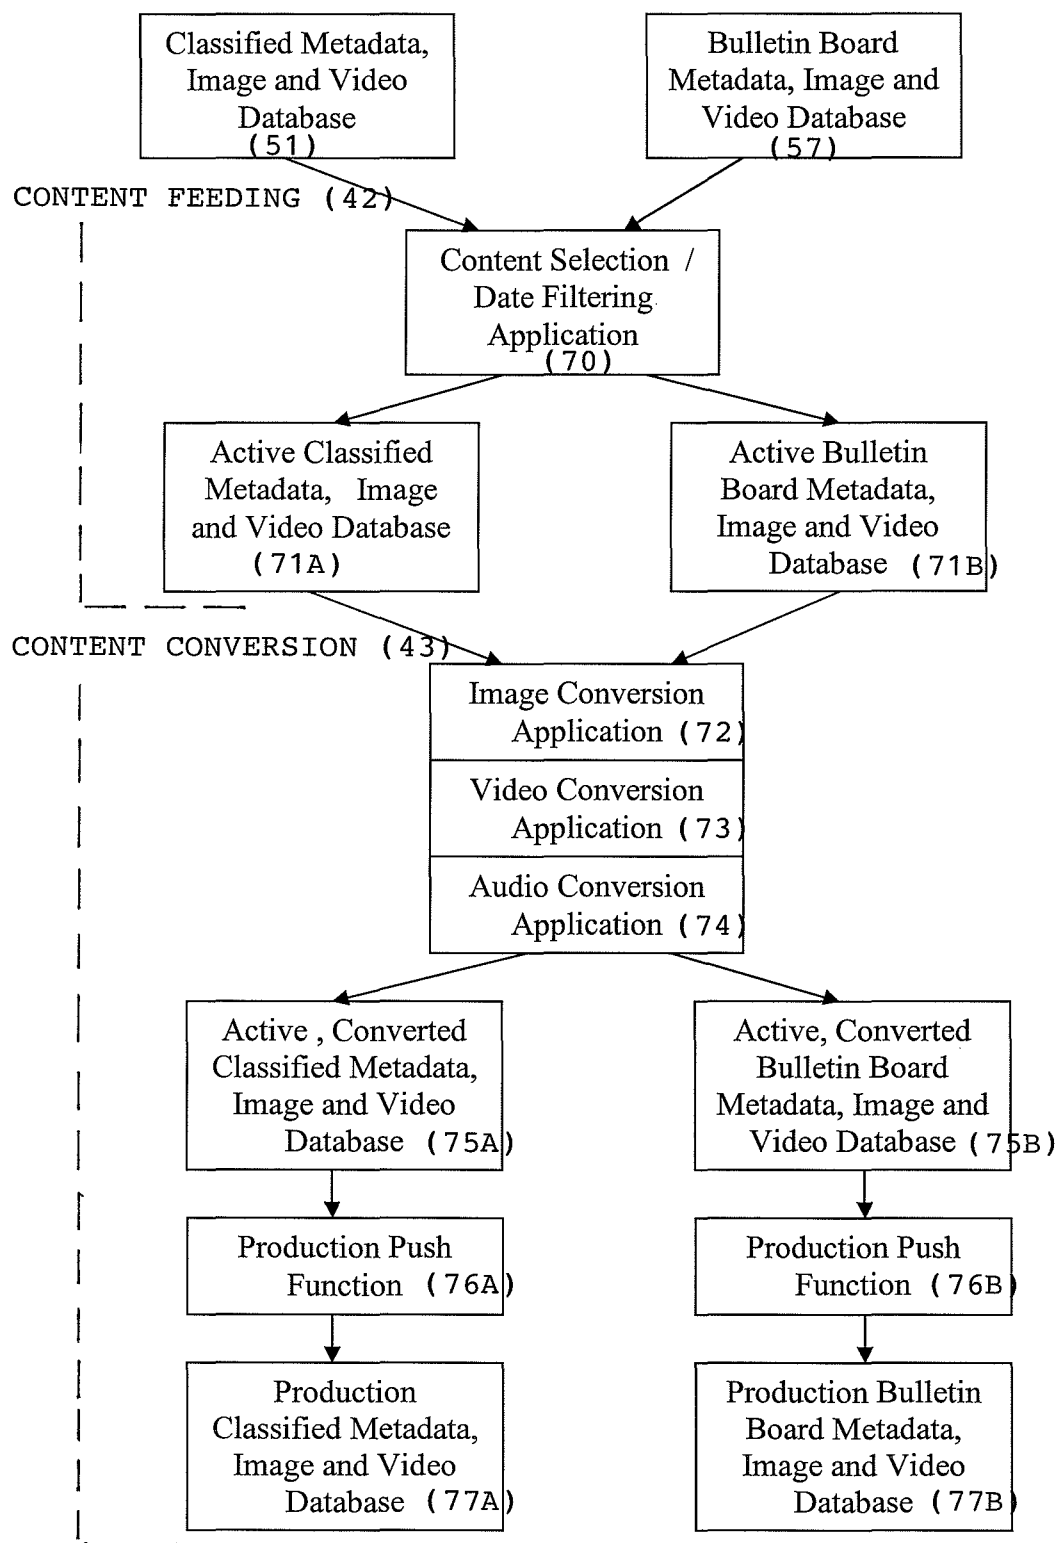 Classified Metadata,
Image and Video
Database
(51)
Bulletin Board
Metadata, Image and
Video Database
(57)
CONTENT FEEDING (42)
Content Selection /
Date Filtering
Application
(70)
Active Classified
Metadata, Image
and Video Database
(71A)
Active Bulletin
Board Metadata,
Image and Video
Database (71B)
CONTENT CONVERSION (43)
Image Conversion
Application (72)
Video Conversion
Application (73)
Audio Conversion
Application (74)
Active , Converted
Classified Metadata,
Image and Video
Database (75A)
Active, Converted
Bulletin Board
Metadata, Image and
Video Database (75B)
Production Push
Function (76A)
Production Push
Function (76B)
Production
Classified Metadata,
Image and Video
Database (77A)
Production Bulletin
Board Metadata,
Image and Video
Database (77B)